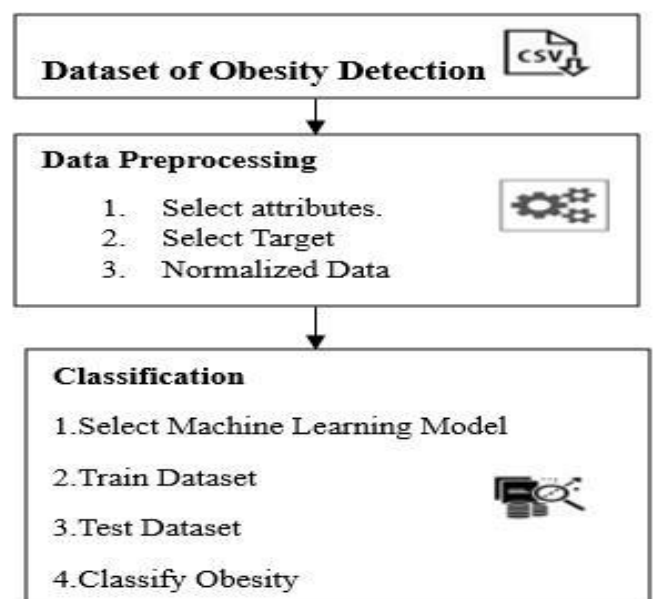 Dataset of Obesity Detection
CSV
Data Preprocessing
1. Select attributes.
2. Select Target
3. Normalized Data
Classification
1.Select Machine Learning Model
2.Train Dataset
3.Test Dataset
4.Classify Obesity